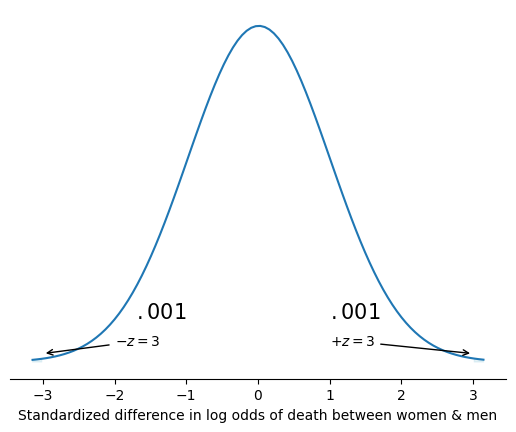 .001 .001
−z = 3 +z = 3
−3 −2 −1 0 1 2 3
Standardized difference in log odds of death between women & men